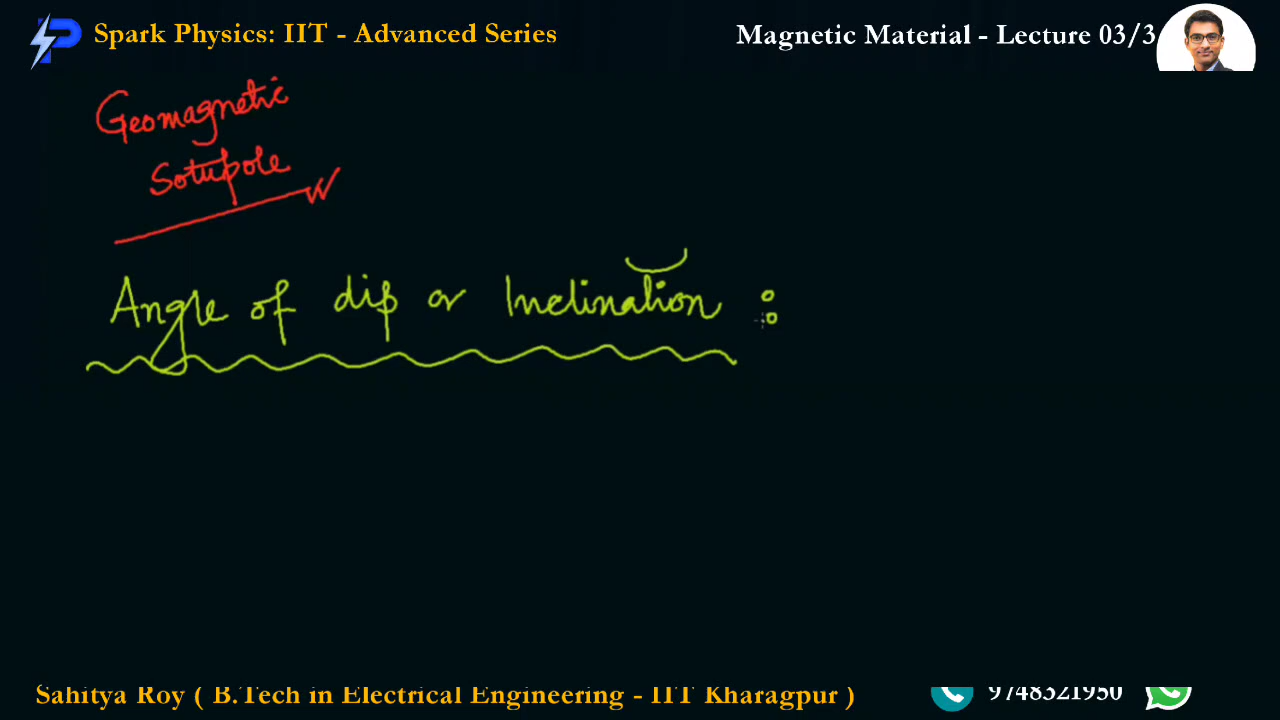 Spark Physics: IIT - Advanced Series
Magnetic Material - Lecture 03/3
Geomagnetic
Sotupole
Angle of dip or Inclination :
Sahitya Roy ( B.Tech in Electrical Engineering - IIT Kharagpur )
9748321950